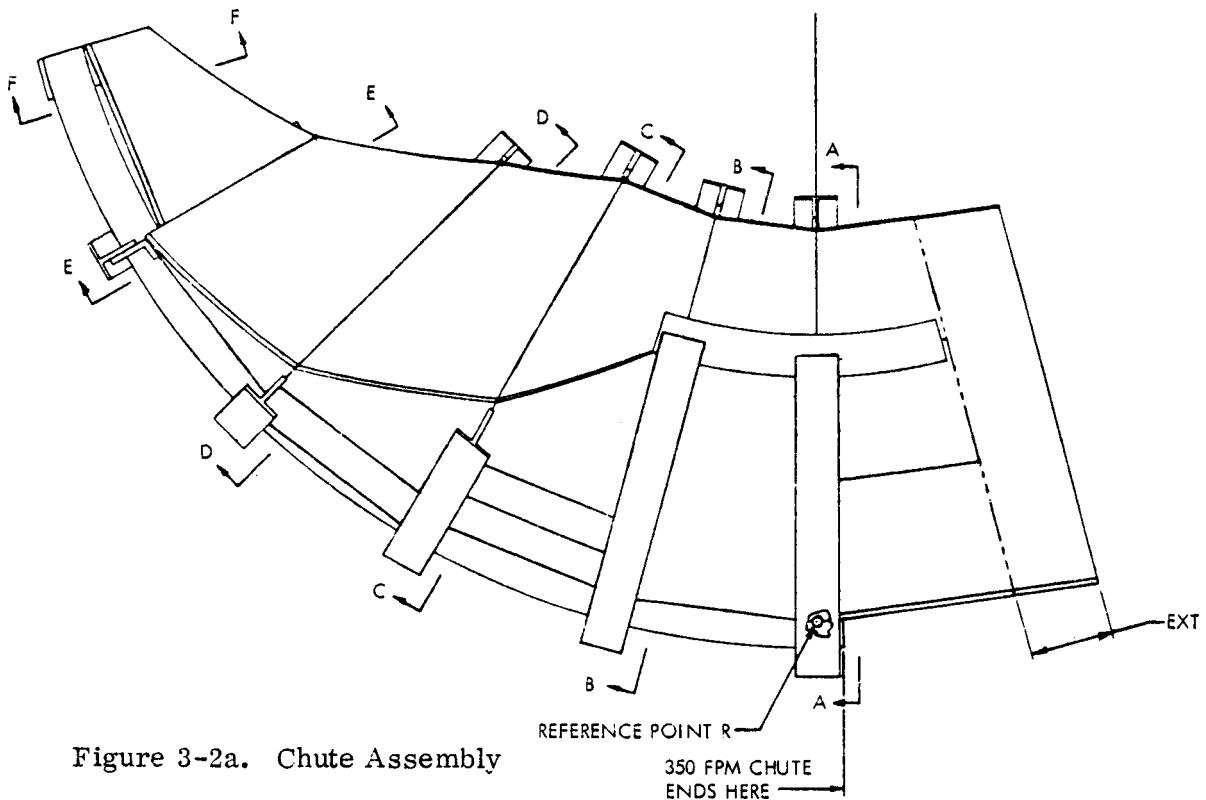 F
F
E
D
C
B
A
E
D
C
B
A
EXT
REFERENCE POINT R
350 FPM CHUTE
ENDS HERE
Figure 3-2a. Chute Assembly